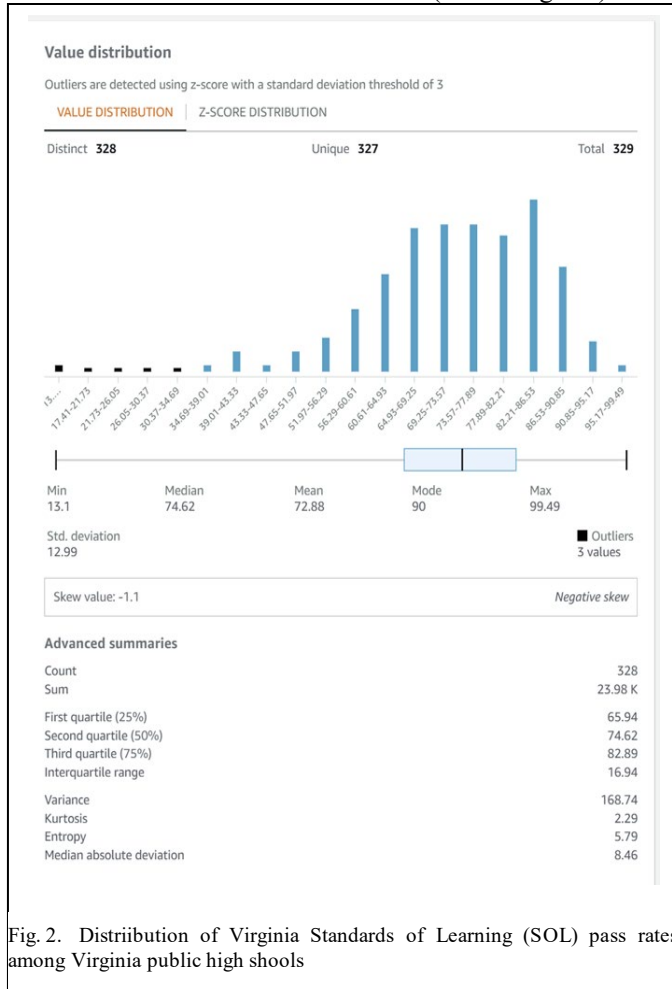 Value distribution
Outliers are detected using z-score with a standard deviation threshold of 3
VALUE DISTRIBUTION Z-SCORE DISTRIBUTION
Distinct 328 Unique 327 Total 329
13.... 17.41-21.73 21.73-26.05 26.05-30.37 30.37-34.69 34.69-39.01 39.01-43.33 43.33-47.65 47.65-51.97 51.97-56.29 56.29-60.61 60.61-64.93 64.93-69.25 69.25-73.57 73.57-77.89 77.89-82.21 82.21-86.53 86.53-90.85 90.85-95.17 95.17-99.49
Min Median Mean Mode Max
13.1 74.62 72.88 90 99.49
Std. deviation Outliers
12.99 3 values
Skew value: -1.1 Negative skew
Advanced summaries
Count 328
Sum 23.98 K
First quartile (25%) 65.94
Second quartile (50%) 74.62
Third quartile (75%) 82.89
Interquartile range 16.94
Variance 168.74
Kurtosis 2.29
Entropy 5.79
Median absolute deviation 8.46
Fig. 2. Distriibution of Virginia Standards of Learning (SOL) pass rates
among Virginia public high shools